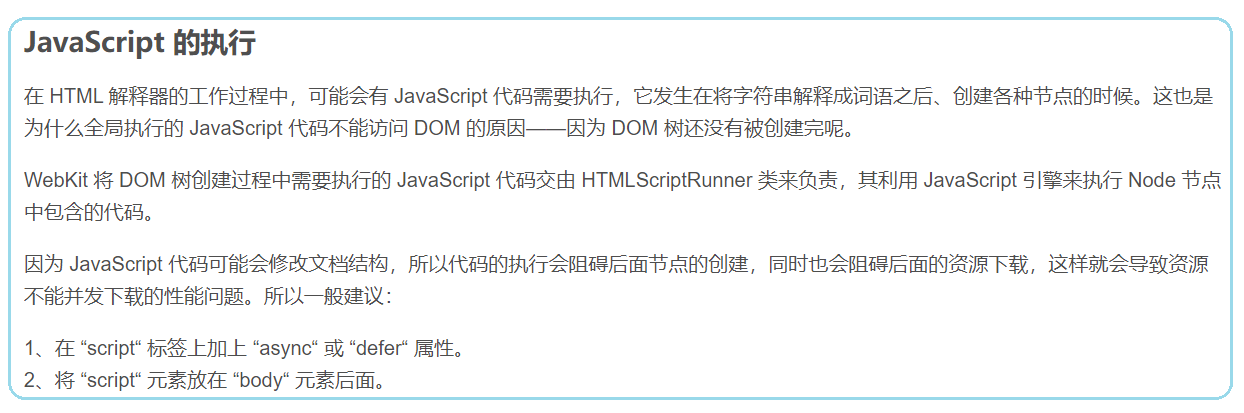 JavaScript 的执行
在 HTML 解释器的工作过程中，可能会有 JavaScript 代码需要执行，它发生在将字符串解释成词语之后、创建各种节点的时候。这也是
为什么全局执行的 JavaScript 代码不能访问 DOM 的原因——因为 DOM 树还没有被创建完呢。
WebKit 将 DOM 树创建过程中需要执行的 JavaScript 代码交由 HTMLScriptRunner 类来负责，其利用 JavaScript 引擎来执行 Node 节点
中包含的代码。
因为 JavaScript 代码可能会修改文档结构，所以代码的执行会阻碍后面节点的创建，同时也会阻碍后面的资源下载，这样就会导致资源
不能并发下载的性能问题。所以一般建议：
1、在 “script“ 标签上加上 “async“ 或 “defer“ 属性。
2、将 “script“ 元素放在 “body“ 元素后面。